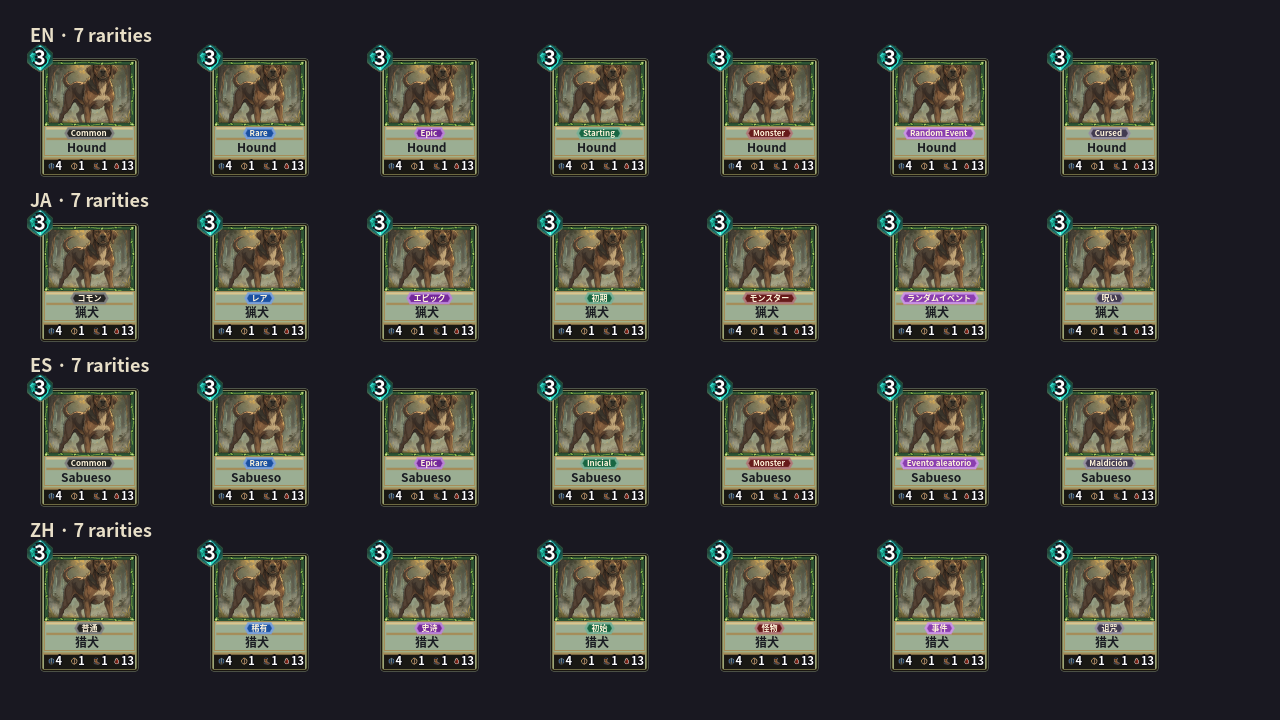 EN · 7 rarities
3 3 3 3 3 3 3
Common Rare Epic Starting Monster Random Event Cursed
Hound Hound Hound Hound Hound Hound Hound
4 1 1 13 4 1 1 13 4 1 1 13 4 1 1 13 4 1 1 13 4 1 1 13 4 1 1 13
JA · 7 rarities
3 3 3 3 3 3 3
コモン レア エピック 初期 モンスター ランダムイベント 呪い
猟犬 猟犬 猟犬 猟犬 猟犬 猟犬 猟犬
4 1 1 13 4 1 1 13 4 1 1 13 4 1 1 13 4 1 1 13 4 1 1 13 4 1 1 13
ES · 7 rarities
3 3 3 3 3 3 3
Common Rare Epic Inicial Monster Evento aleatorio Maldición
Sabueso Sabueso Sabueso Sabueso Sabueso Sabueso Sabueso
4 1 1 13 4 1 1 13 4 1 1 13 4 1 1 13 4 1 1 13 4 1 1 13 4 1 1 13
ZH · 7 rarities
3 3 3 3 3 3 3
普通 稀有 史诗 初始 怪物 事件 诅咒
猎犬 猎犬 猎犬 猎犬 猎犬 猎犬 猎犬
4 1 1 13 4 1 1 13 4 1 1 13 4 1 1 13 4 1 1 13 4 1 1 13 4 1 1 13